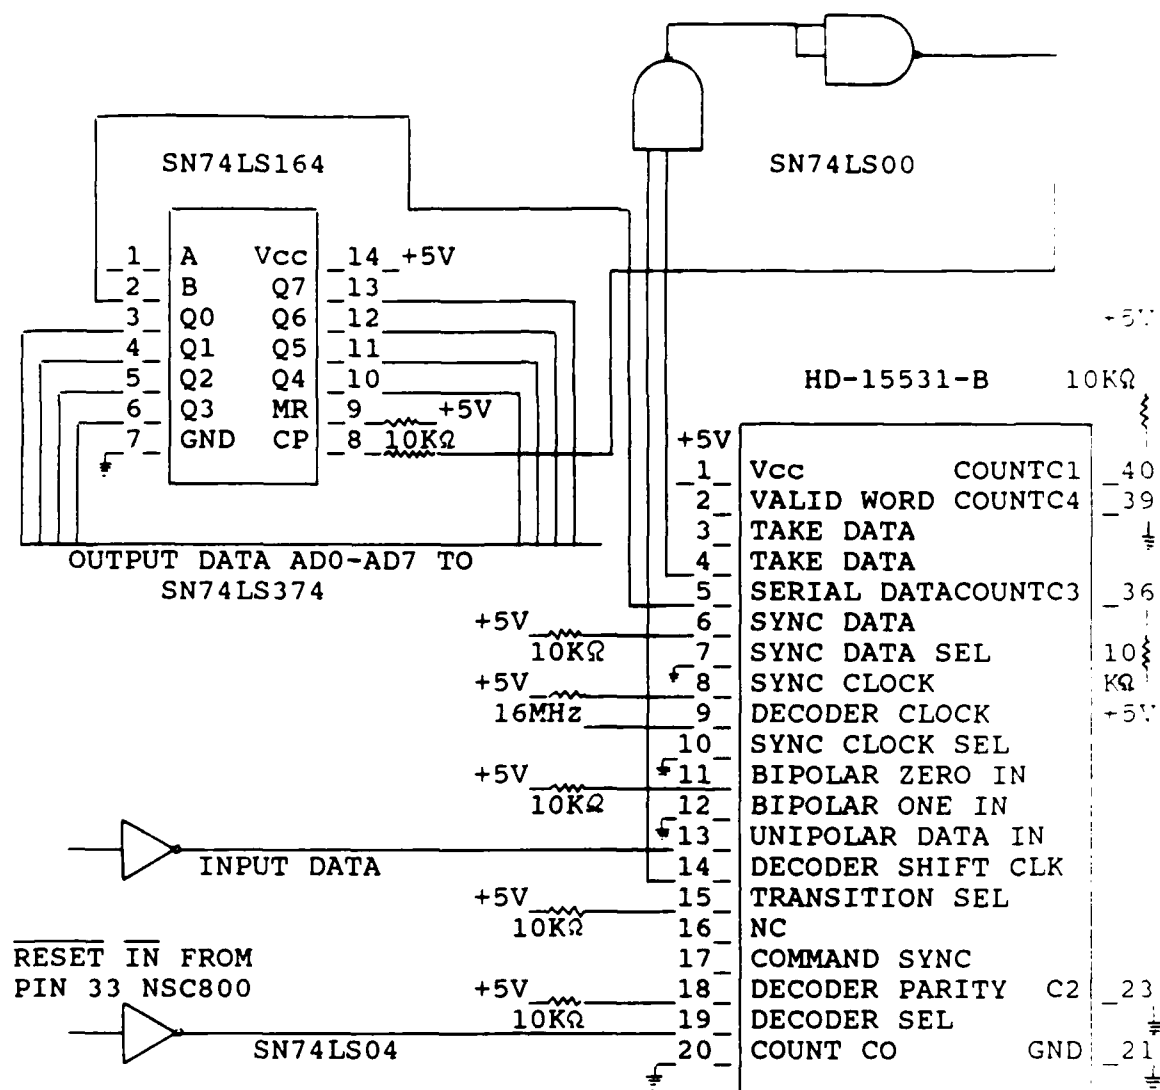 SN74LS164
SN74LS00
1 A Vcc 14 +5V
2 B Q7 13
3 Q0 Q6 12
4 Q1 Q5 11
5 Q2 Q4 10
6 Q3 MR 9 +5V
7 GND CP 8 10KΩ
OUTPUT DATA AD0-AD7 TO
SN74LS374
+5V
HD-15531-B 10KΩ
+5V
1 Vcc COUNTC1 40
2 VALID WORD COUNTC4 39
3 TAKE DATA
4 TAKE DATA
5 SERIAL DATACOUNTC3 36
+5V 6 SYNC DATA
10KΩ 7 SYNC DATA SEL 10
+5V 8 SYNC CLOCK KΩ
16MHz 9 DECODER CLOCK +5V
10 SYNC CLOCK SEL
+5V 11 BIPOLAR ZERO IN
10KΩ 12 BIPOLAR ONE IN
13 UNIPOLAR DATA IN
INPUT DATA 14 DECODER SHIFT CLK
+5V 15 TRANSITION SEL
10KΩ 16 NC
RESET IN FROM 17 COMMAND SYNC
PIN 33 NSC800 +5V 18 DECODER PARITY C2 23
10KΩ 19 DECODER SEL
SN74LS04 20 COUNT CO GND 21